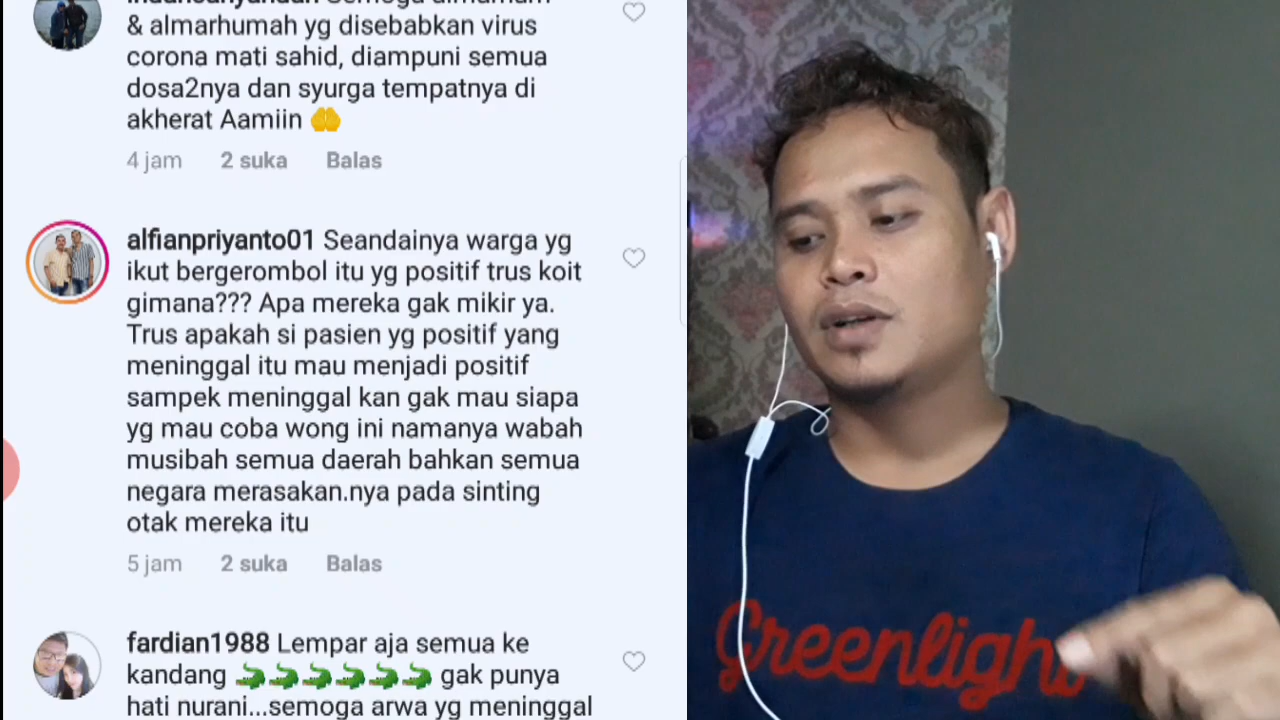 & almarhumah yg disebabkan virus
corona mati sahid, diampuni semua
dosa2nya dan syurga tempatnya di
akherat Aamiin 🤲
4 jam 2 suka Balas
alfianpriyanto01 Seandainya warga yg
ikut bergerombol itu yg positif trus koit
gimana??? Apa mereka gak mikir ya.
Trus apakah si pasien yg positif yang
meninggal itu mau menjadi positif
sampek meninggal kan gak mau siapa
yg mau coba wong ini namanya wabah
musibah semua daerah bahkan semua
negara merasakan.nya pada sinting
otak mereka itu
5 jam 2 suka Balas
fardian1988 Lempar aja semua ke
kandang 🐊🐊🐊🐊🐊🐊 gak punya
hati nurani...semoga arwa yg meninggal
Greenlight